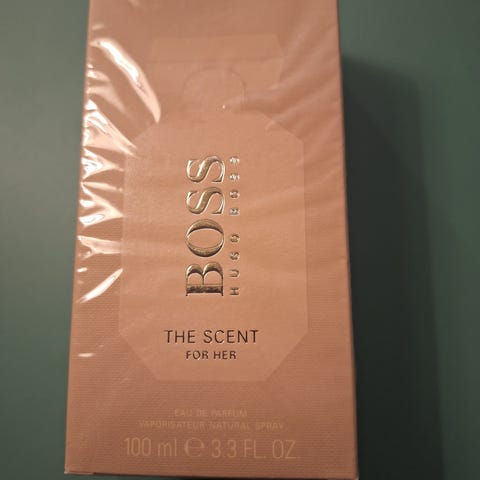 BOSS
HUGO BOSS
THE SCENT
FOR HER
EAU DE PARFUM
VAPORISATEUR NATURAL SPRAY
100 ml ℮ 3.3 FL. OZ.